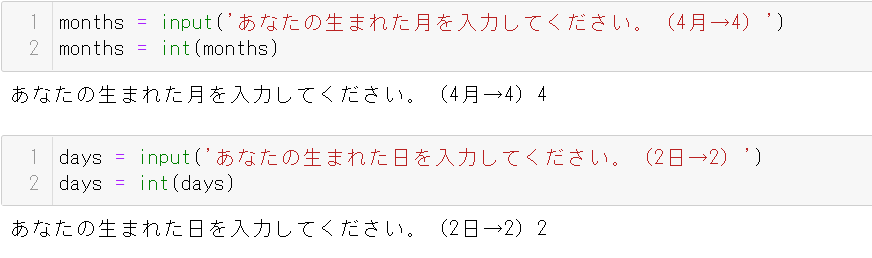 1 months = input('あなたの生まれた月を入力してください。（4月→4）')
2 months = int(months)
あなたの生まれた月を入力してください。（4月→4）4
1 days = input('あなたの生まれた日を入力してください。（2日→2）')
2 days = int(days)
あなたの生まれた日を入力してください。（2日→2）2